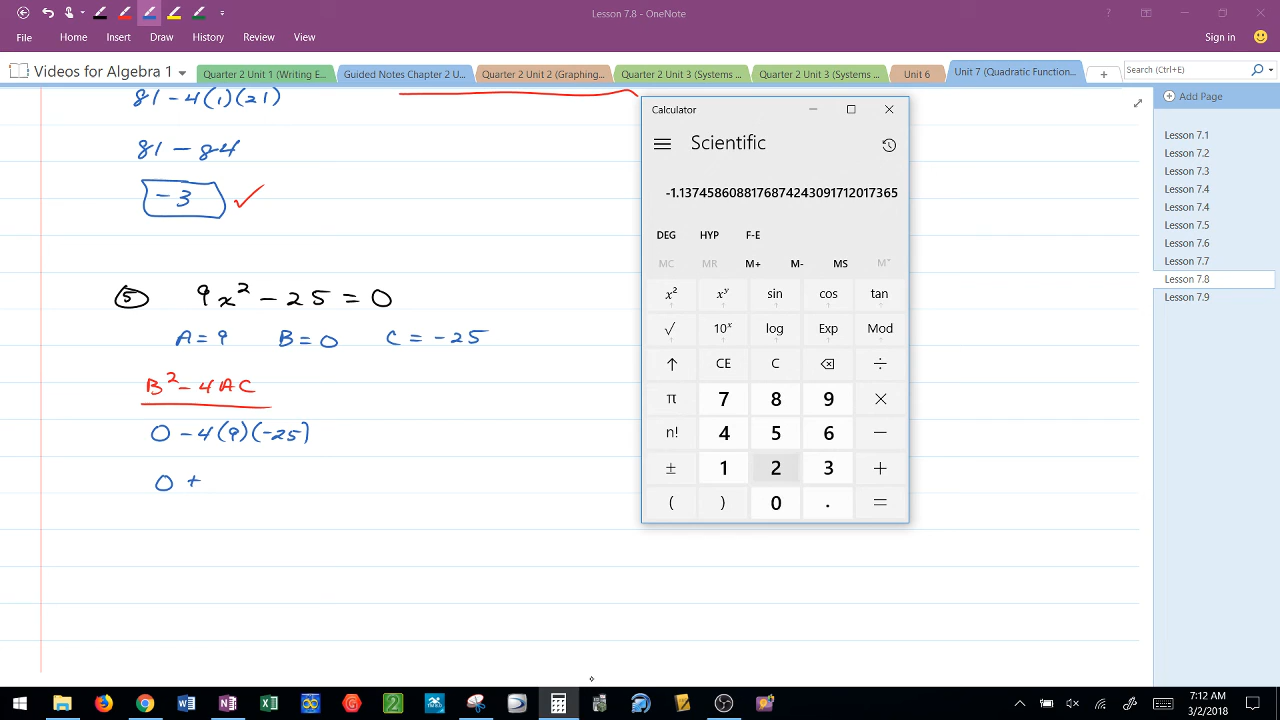 Lesson 7.8 - OneNote
File Home Insert Draw History Review View
Sign in
Videos for Algebra 1
Quarter 2 Unit 1 (Writing E...
Guided Notes Chapter 2 U...
Quarter 2 Unit 2 (Graphing...
Quarter 2 Unit 3 (Systems ...
Quarter 2 Unit 3 (Systems ...
Unit 6
Unit 7 (Quadratic Function...
Search (Ctrl+E)
Add Page
Lesson 7.1
Lesson 7.2
Lesson 7.3
Lesson 7.4
Lesson 7.4
Lesson 7.5
Lesson 7.6
Lesson 7.7
Lesson 7.8
Lesson 7.9
81 - 4(1)(21)
81 - 84
-3
5 9x² - 25 = 0
A = 9 B = 0 C = -25
B² - 4AC
0 - 4(9)(-25)
0 +
Calculator
Scientific
-1.1374586088176874243091712017365
DEG HYP F-E
MC MR M+ M- MS M˅
x² xʸ sin cos tan
√ 10ˣ log Exp Mod
↑ CE C ⌫ ÷
π 7 8 9 ×
n! 4 5 6 −
± 1 2 3 +
( ) 0 . =
7:12 AM
3/2/2018